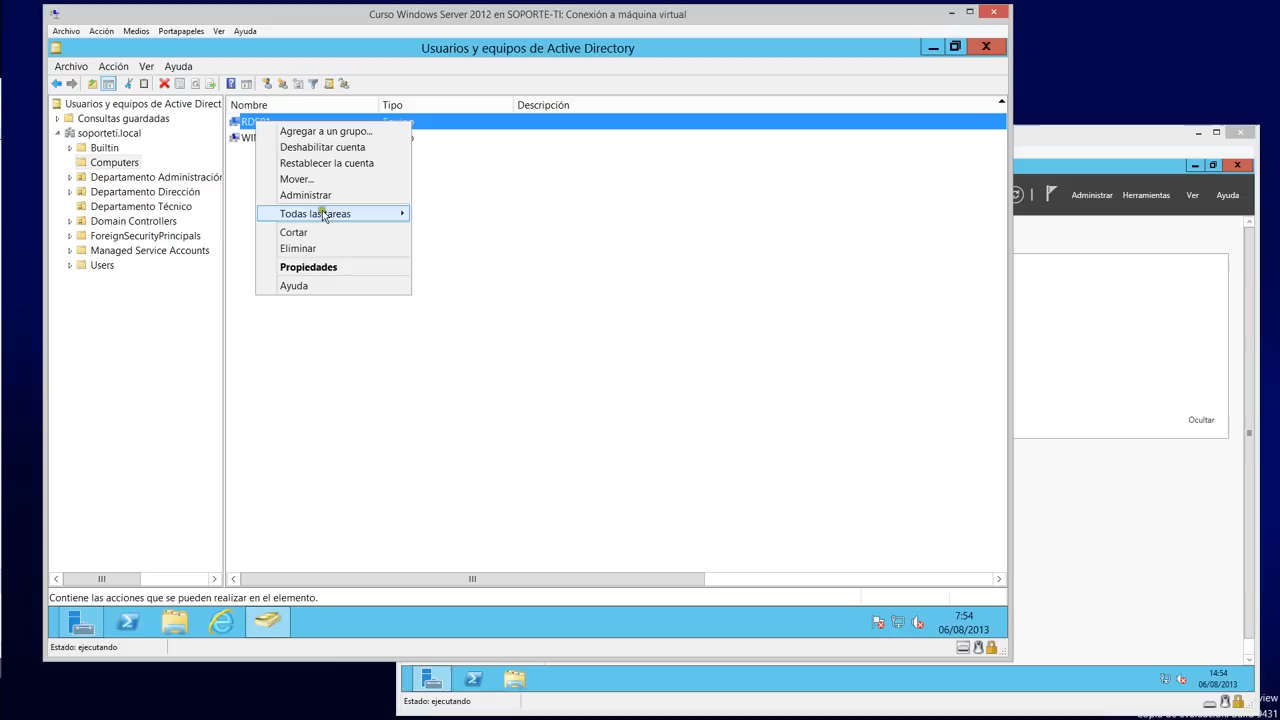 Curso Windows Server 2012 en SOPORTE-TI: Conexión a máquina virtual
Archivo Acción Medios Portapapeles Ver Ayuda
Usuarios y equipos de Active Directory
Archivo Acción Ver Ayuda
Usuarios y equipos de Active Direct
Consultas guardadas
soporteti.local
Builtin
Computers
Departamento Administración
Departamento Dirección
Departamento Técnico
Domain Controllers
ForeignSecurityPrincipals
Managed Service Accounts
Users
Nombre Tipo Descripción
Agregar a un grupo...
Deshabilitar cuenta
Restablecer la cuenta
Mover...
Administrar
Todas las tareas
Cortar
Eliminar
Propiedades
Ayuda
Contiene las acciones que se pueden realizar en el elemento.
7:54
06/08/2013
Estado: ejecutando
Administrar Herramientas Ver Ayuda
Ocultar
14:54
06/08/2013
Estado: ejecutando